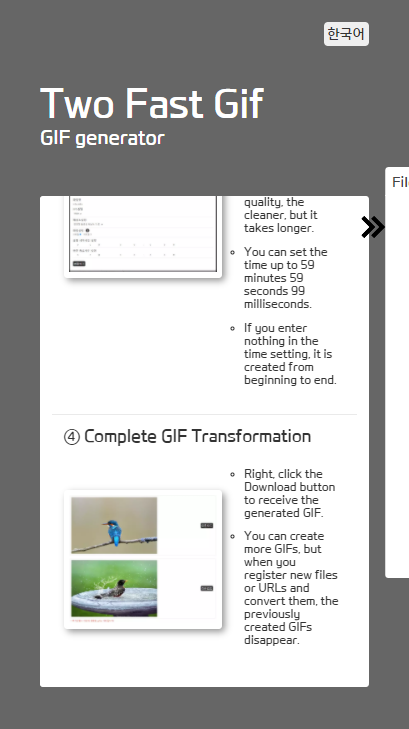 한국어
Two Fast Gif
GIF generator
File
quality, the
cleaner, but it
takes longer.
You can set the
time up to 59
minutes 59
seconds 99
milliseconds.
If you enter
nothing in the
time setting, it is
created from
beginning to end.
④ Complete GIF Transformation
Right, click the
Download button
to receive the
generated GIF.
You can create
more GIFs, but
when you
register new files
or URLs and
convert them, the
previously
created GIFs
disappear.